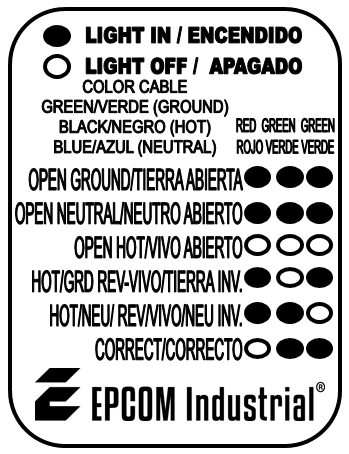 ● LIGHT IN / ENCENDIDO
○ LIGHT OFF / APAGADO
COLOR CABLE
GREEN/VERDE (GROUND)
BLACK/NEGRO (HOT) RED GREEN GREEN
BLUE/AZUL (NEUTRAL) ROJO VERDE VERDE
OPEN GROUND/TIERRA ABIERTA ● ● ●
OPEN NEUTRAL/NEUTRO ABIERTO ● ● ●
OPEN HOT/VIVO ABIERTO ○ ○ ○
HOT/GRD REV-VIVO/TIERRA INV. ● ○ ●
HOT/NEU/ REV/VIVO/NEU INV. ● ● ○
CORRECT/CORRECTO ○ ● ●
EPCOM Industrial®